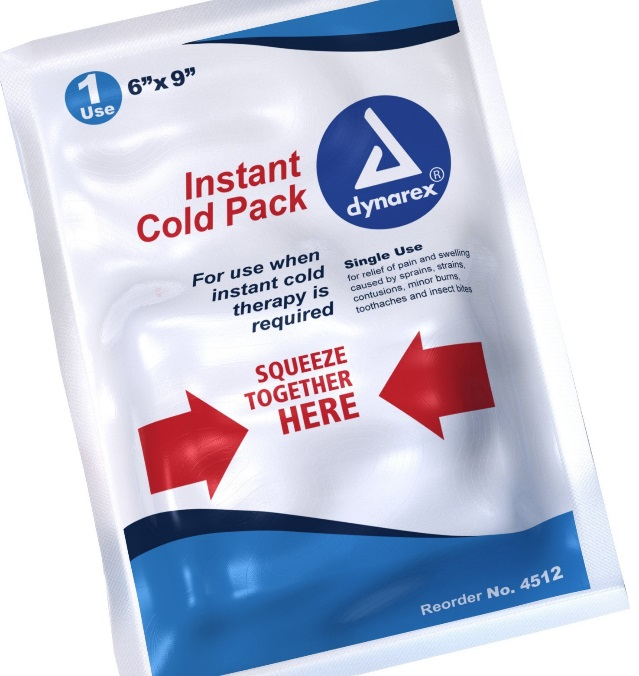 1
Use
6”x 9”
Instant
Cold Pack
dynarex®
For use when
instant cold
therapy is
required
Single Use
for relief of pain and swelling
caused by sprains, strains,
contusions, minor burns,
toothaches and insect bites
SQUEEZE
TOGETHER
HERE
Reorder No. 4512